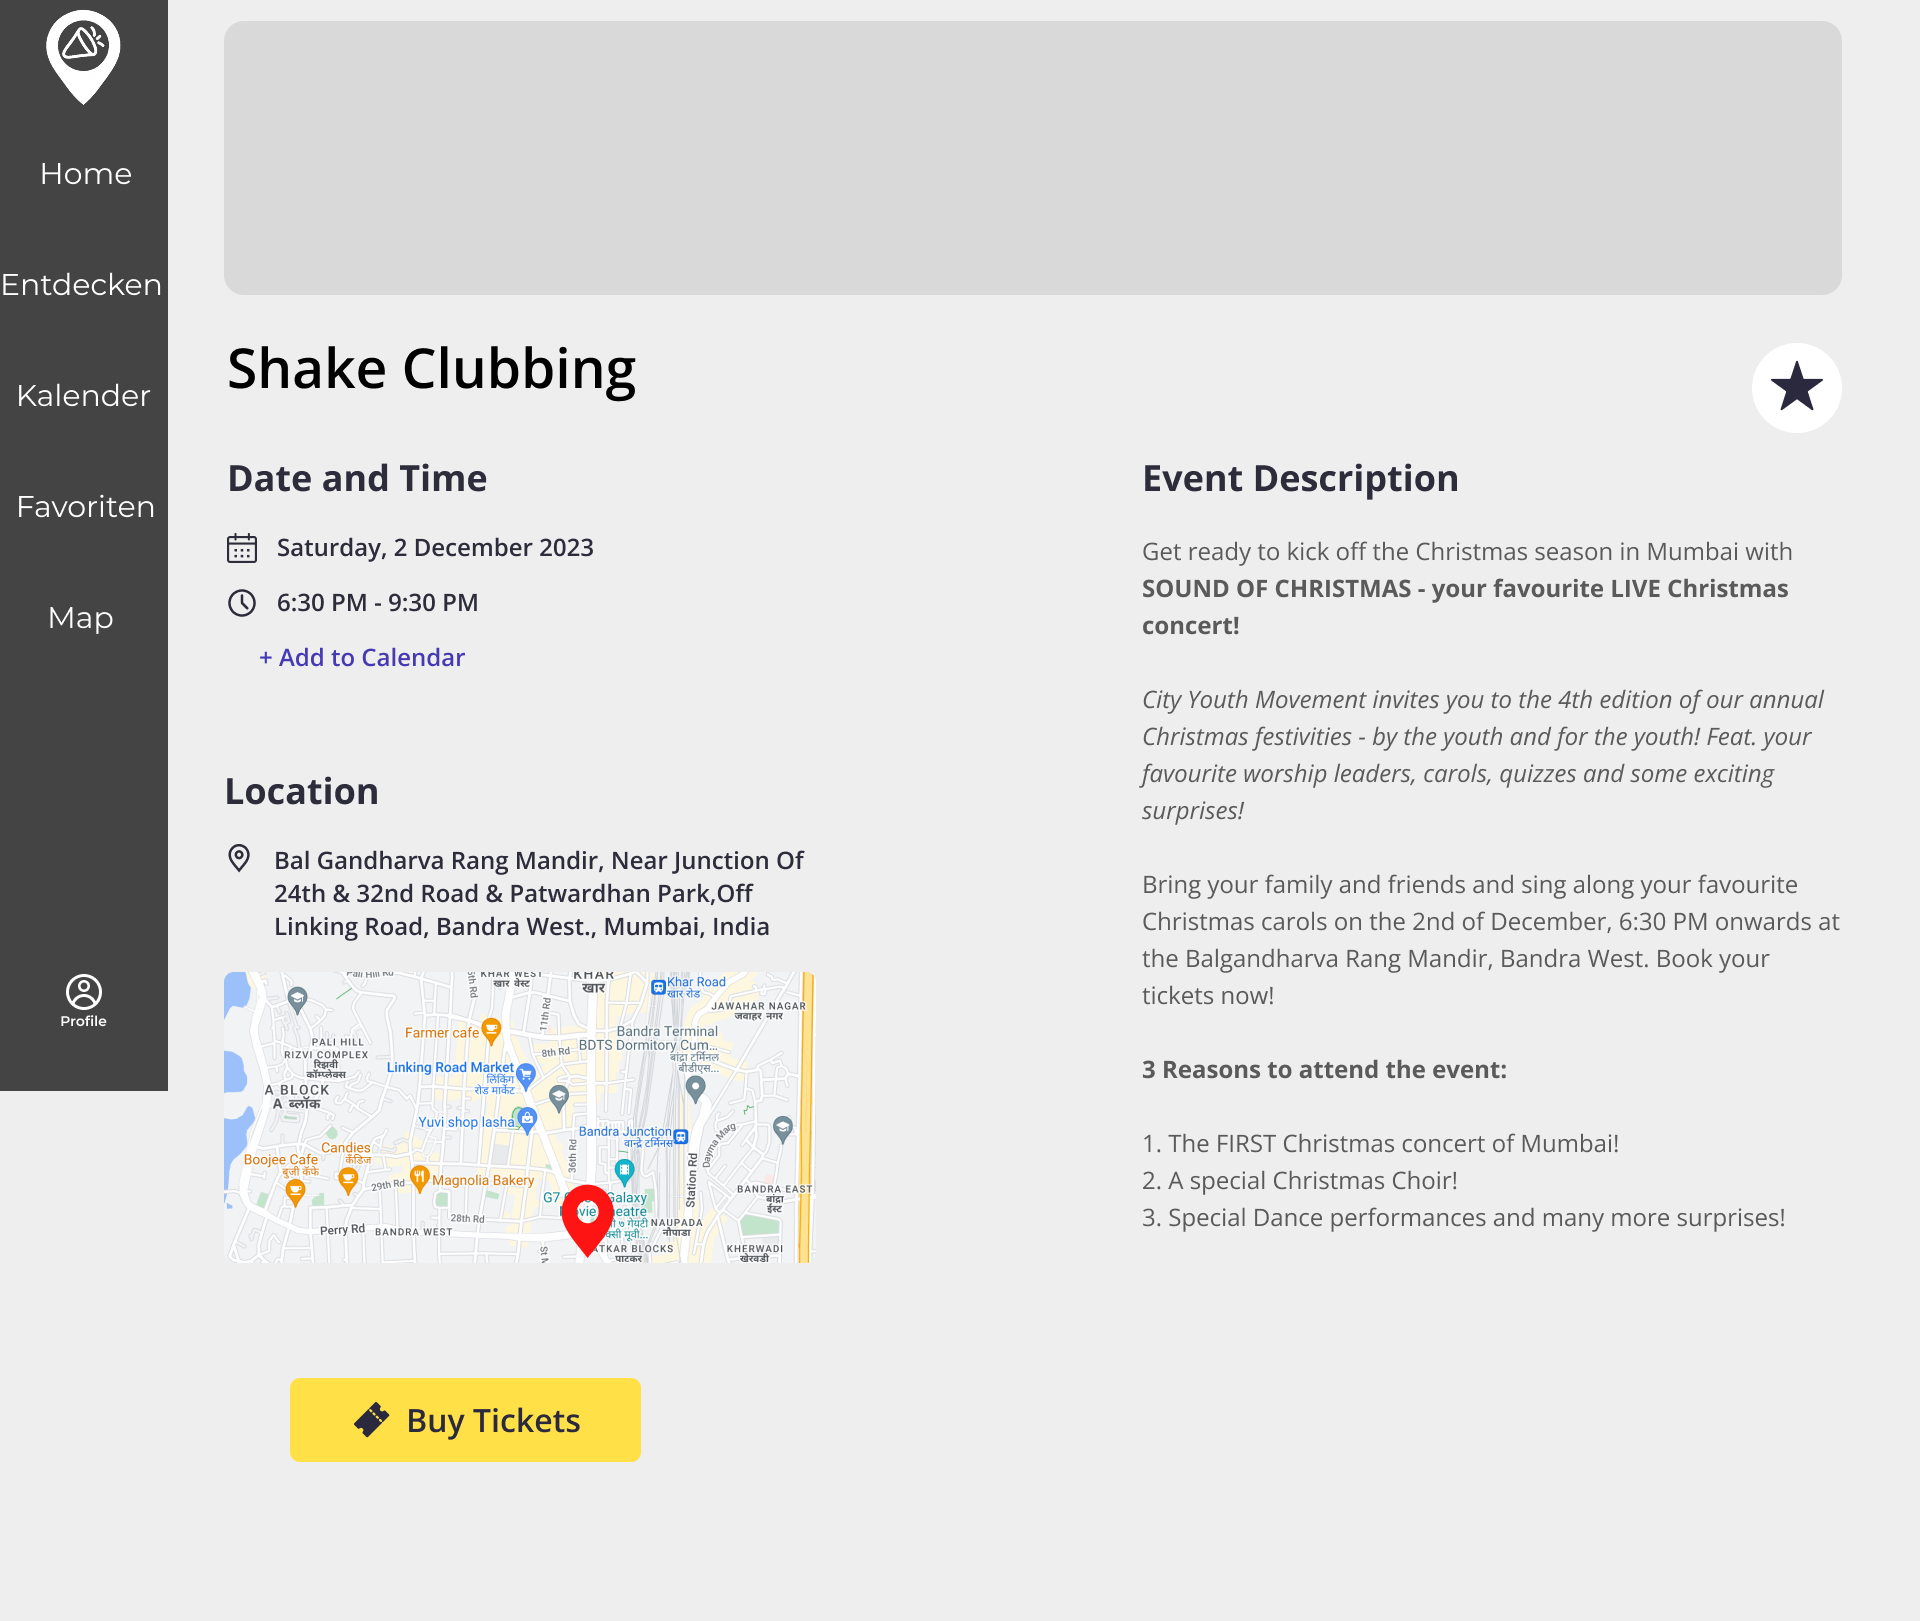 Home
Entdecken
Kalender
Favoriten
Map
Profile
Shake Clubbing
Date and Time
Saturday, 2 December 2023
6:30 PM - 9:30 PM
+ Add to Calendar
Location
Bal Gandharva Rang Mandir, Near Junction Of
24th & 32nd Road & Patwardhan Park,Off
Linking Road, Bandra West., Mumbai, India
Pali Hill Rd
KHAR WEST
खार वेस्ट
KHAR
खार
Khar Road
खार रोड
JAWAHAR NAGAR
जवाहर नगर
11th Rd
Farmer cafe
Bandra Terminal
BDTS Dormitory Cum...
बांद्रा टर्मिनल
बीडीएस...
PALI HILL
RIZVI COMPLEX
रिझवी
कॉम्प्लेक्स
8th Rd
Linking Road Market
लिंकिंग
रोड मार्केट
A BLOCK
A ब्लॉक
Yuvi shop lasha
Bandra Junction
वान्द्रे टर्मिनस
Dayma Marg
Candies
कँडिज
Boojee Cafe
बुजी कॅफे
36th Rd
Station Rd
29th Rd
Magnolia Bakery
BANDRA EAST
बांद्रा
ईस्ट
G7
Galaxy
28th Rd
NAUPADA
नौपाडा
Perry Rd
BANDRA WEST
BLOCKS
पाटकर
KHERWADI
खेरवडी
Buy Tickets
Event Description
Get ready to kick off the Christmas season in Mumbai with
SOUND OF CHRISTMAS - your favourite LIVE Christmas
concert!
City Youth Movement invites you to the 4th edition of our annual
Christmas festivities - by the youth and for the youth! Feat. your
favourite worship leaders, carols, quizzes and some exciting
surprises!
Bring your family and friends and sing along your favourite
Christmas carols on the 2nd of December, 6:30 PM onwards at
the Balgandharva Rang Mandir, Bandra West. Book your
tickets now!
3 Reasons to attend the event:
1. The FIRST Christmas concert of Mumbai!
2. A special Christmas Choir!
3. Special Dance performances and many more surprises!